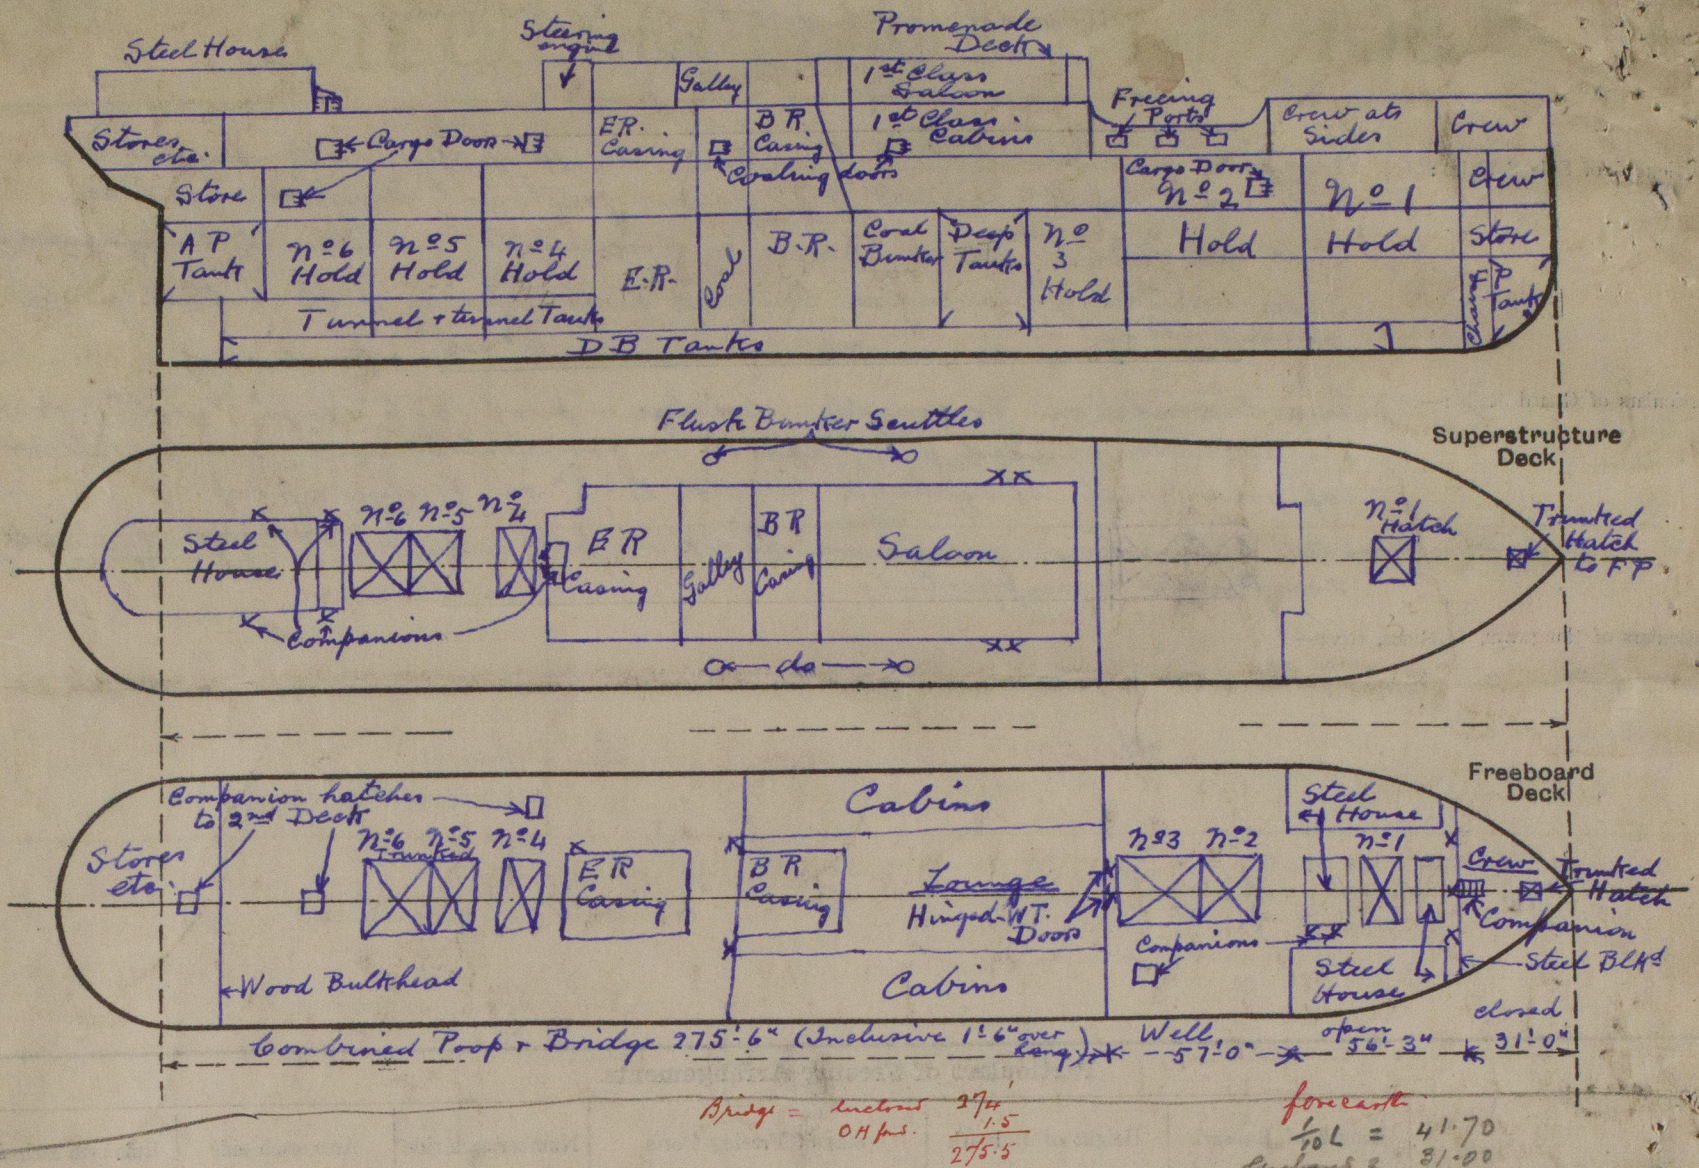 Steel House
Steering
engine
Promenade
Deck
Galley
1st Class
Saloon
Stores
etc.
Cargo Doors
E.R.
Casing
B R
Casing
1st Class
Cabins
Freeing
Ports
Crew ats
Sides
Crew
Coaling doors
Store
Cargo Door
No 2
Hold
No 1
Hold
Crew
A P
Tank
No 6
Hold
No 5
Hold
No 4
Hold
E.R.
Coal
B.R.
Coal
Bunker
Deep
Tanks
No
3
Hold
Store
Chain
F P
Tank
Tunnel + tunnel Tanks
D B Tanks
Flush Bunker Scuttles
Superstructure
Deck
Steel
House
No 6
No 5
No 4
E R
Casing
Galley
B R
Casing
Saloon
No 1
Hatch
Trunked
Hatch
to F P
Companions
do
Freeboard
Deck
Companion hatches
to 2nd Deck
Cabins
Steel
House
Stores
etc.
No 6
No 5
Trunked
No 4
E R
Casing
B R
Casing
Lounge
Hinged W.T.
Doors
No 3
No 2
No 1
Crew
Trunked
Hatch
Companion
Companions
Steel Blkd
Wood Bulkhead
Cabins
Steel
House
Combined Poop + Bridge 275'-6" (Inclusive 1'-6" over
hang)
Well
57'-0"
open
56'-3"
closed
31'-0"
Bridge = enclosed 274'
1.5
275.5
forecastle
1/10 L = 41.70
31.00